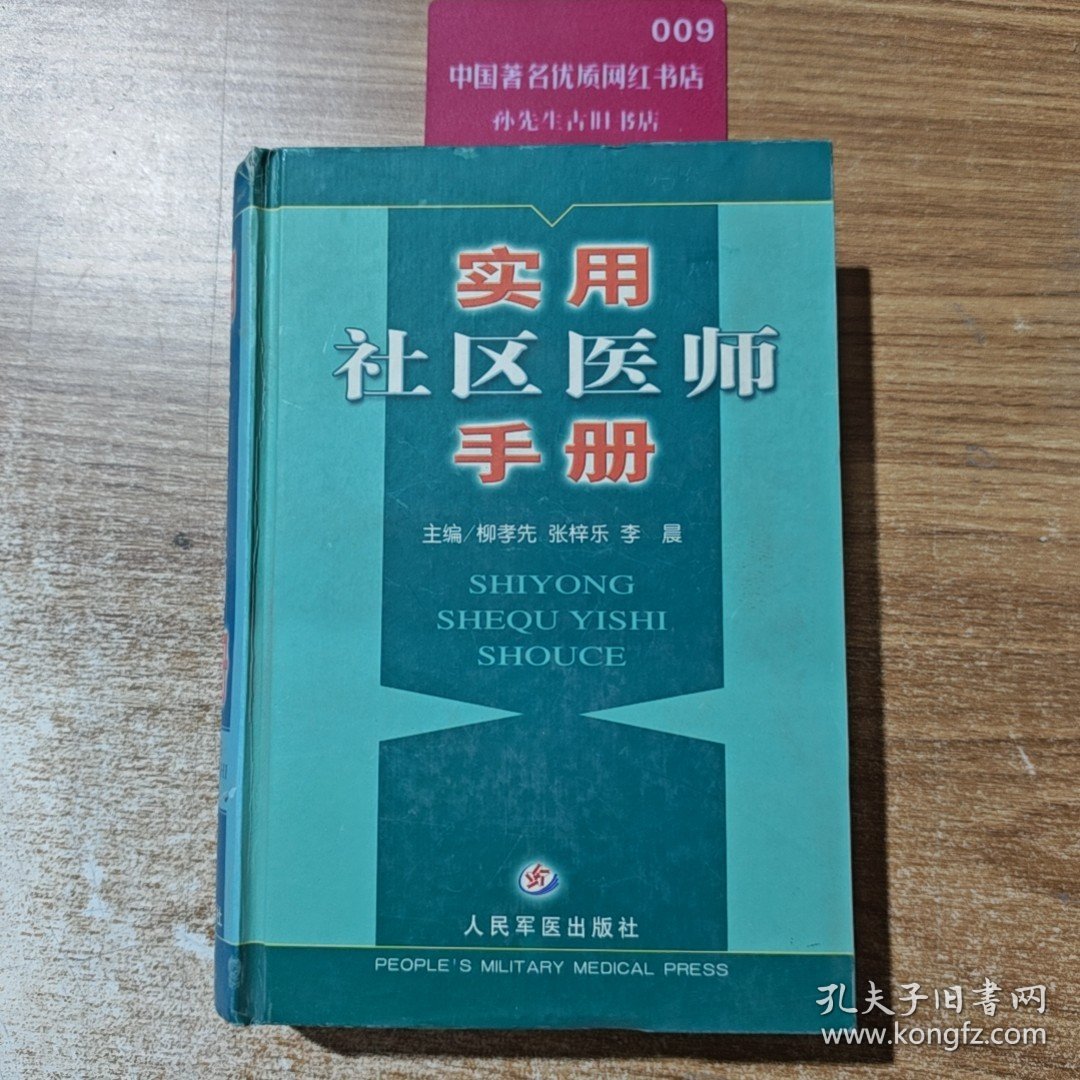 009
中国著名优质网红书店
孙先生古旧书店
实用
社区医师
手册
主编/柳孝先 张梓乐 李 晨
SHIYONG
SHEQU YISHI
SHOUCE
人民军医出版社
PEOPLE'S MILITARY MEDICAL PRESS
孔夫子旧書网
www.kongfz.com